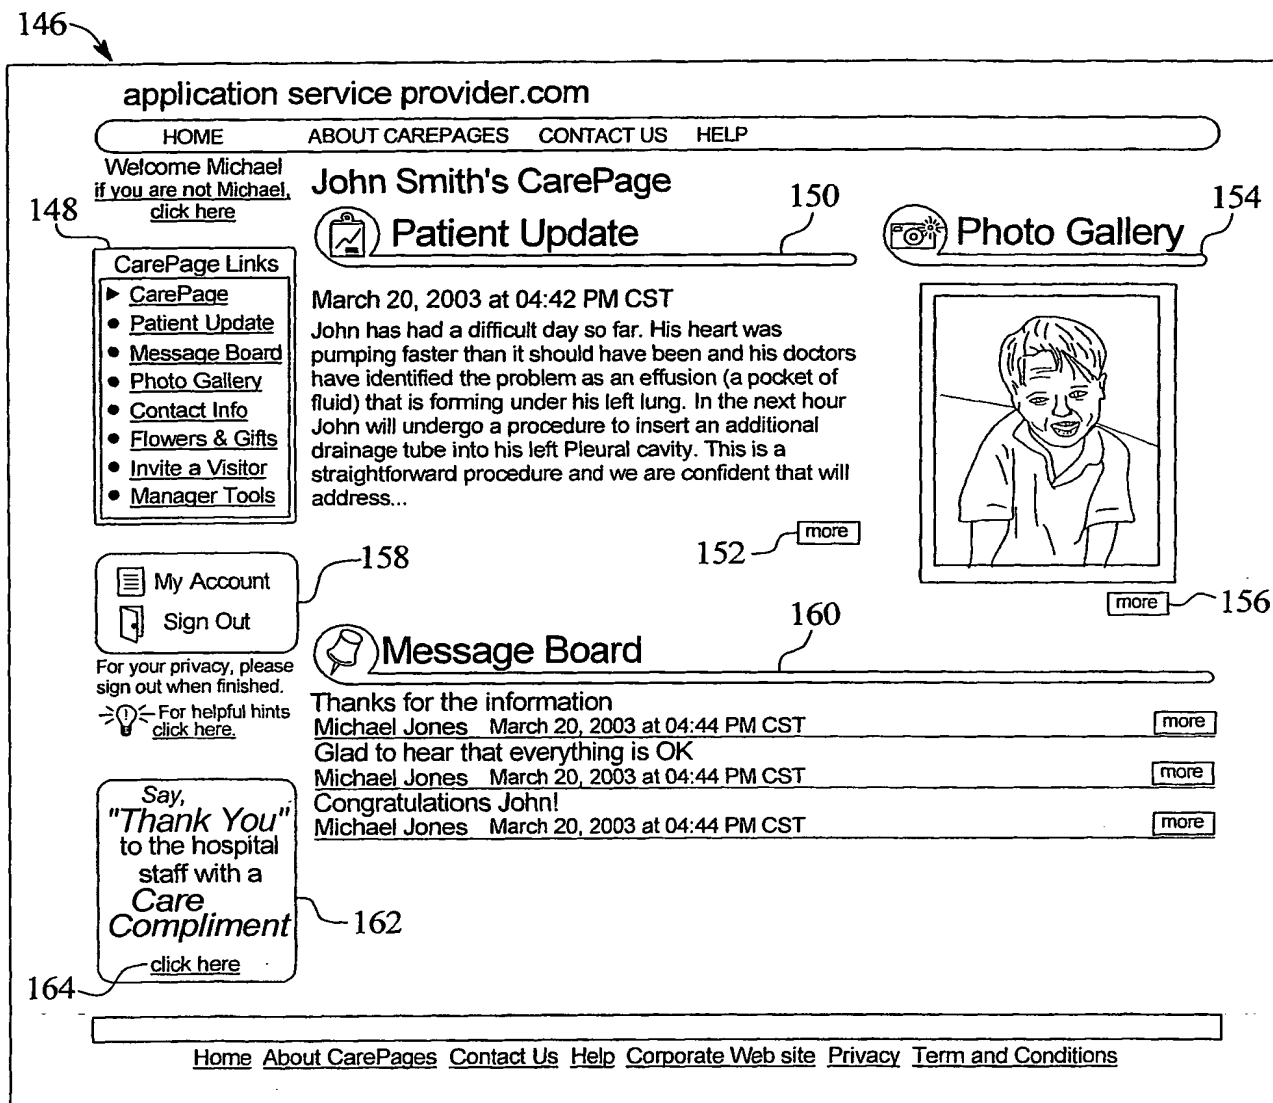 146
application service provider.com
HOME ABOUT CAREPAGES CONTACT US HELP
Welcome Michael
if you are not Michael,
click here
John Smith's CarePage
148
150
154
Patient Update
Photo Gallery
CarePage Links
CarePage
Patient Update
Message Board
Photo Gallery
Contact Info
Flowers & Gifts
Invite a Visitor
Manager Tools
March 20, 2003 at 04:42 PM CST
John has had a difficult day so far. His heart was
pumping faster than it should have been and his doctors
have identified the problem as an effusion (a pocket of
fluid) that is forming under his left lung. In the next hour
John will undergo a procedure to insert an additional
drainage tube into his left Pleural cavity. This is a
straightforward procedure and we are confident that will
address...
more
152
more
156
158
My Account
Sign Out
For your privacy, please
sign out when finished.
For helpful hints
click here.
160
Message Board
Thanks for the information
Michael Jones March 20, 2003 at 04:44 PM CST more
Glad to hear that everything is OK
Michael Jones March 20, 2003 at 04:44 PM CST more
Congratulations John!
Michael Jones March 20, 2003 at 04:44 PM CST more
Say,
"Thank You"
to the hospital
staff with a
Care
Compliment
click here
162
164
Home About CarePages Contact Us Help Corporate Web site Privacy Term and Conditions